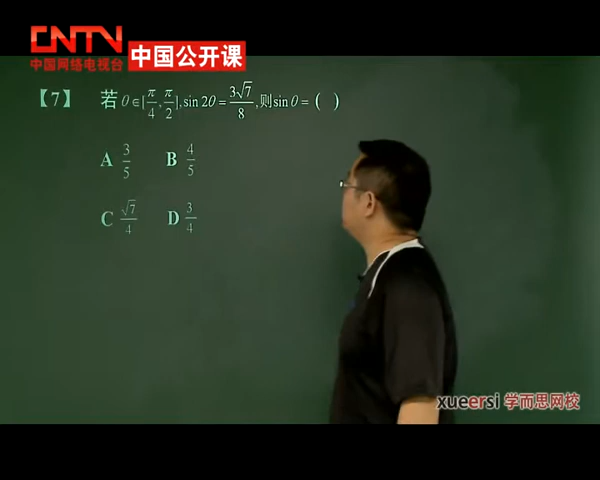 CNTN
中国网络电视台
中国公开课
【7】 若θ∈[π/4,π/2],sin 2θ=3√7/8,则sin θ=( )
A 3/5 B 4/5
C √7/4 D 3/4
xueersi 学而思网校